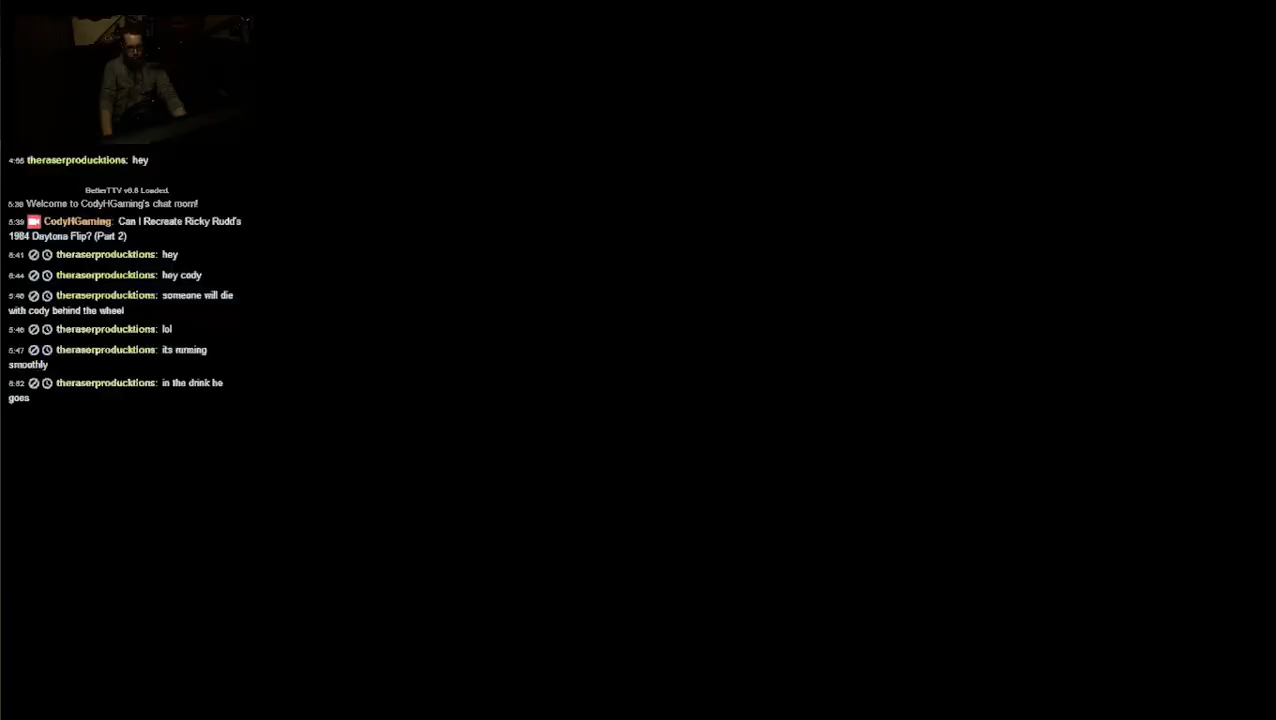 4:55 theraserproducktions: hey
BetterTTV v6.8 Loaded.
5:39 Welcome to CodyHGaming's chat room!
5:39 CodyHGaming: Can I Recreate Ricky Rudd's
1984 Daytona Flip? (Part 2)
5:41 theraserproducktions: hey
5:44 theraserproducktions: hey cody
5:46 theraserproducktions: someone will die
with cody behind the wheel
5:46 theraserproducktions: lol
5:47 theraserproducktions: its running
smoothly
5:52 theraserproducktions: in the drink he
goes